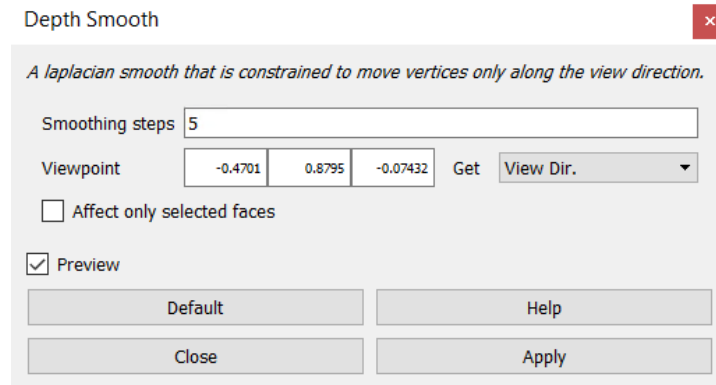 Depth Smooth
A laplacian smooth that is constrained to move vertices only along the view direction.
Smoothing steps 5
Viewpoint -0.4701 0.8795 -0.07432 Get View Dir.
Affect only selected faces
Preview
Default Help
Close Apply